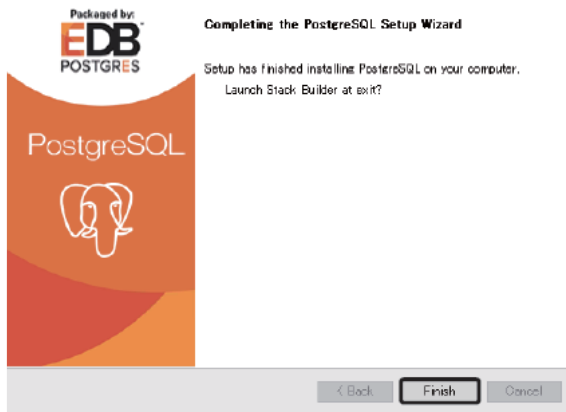 Packaged by:
EDB
POSTGRES
PostgreSQL
Completing the PostgreSQL Setup Wizard
Setup has finished installing PostgreSQL on your computer.
Launch Stack Builder at exit?
< Back
Finish
Cancel